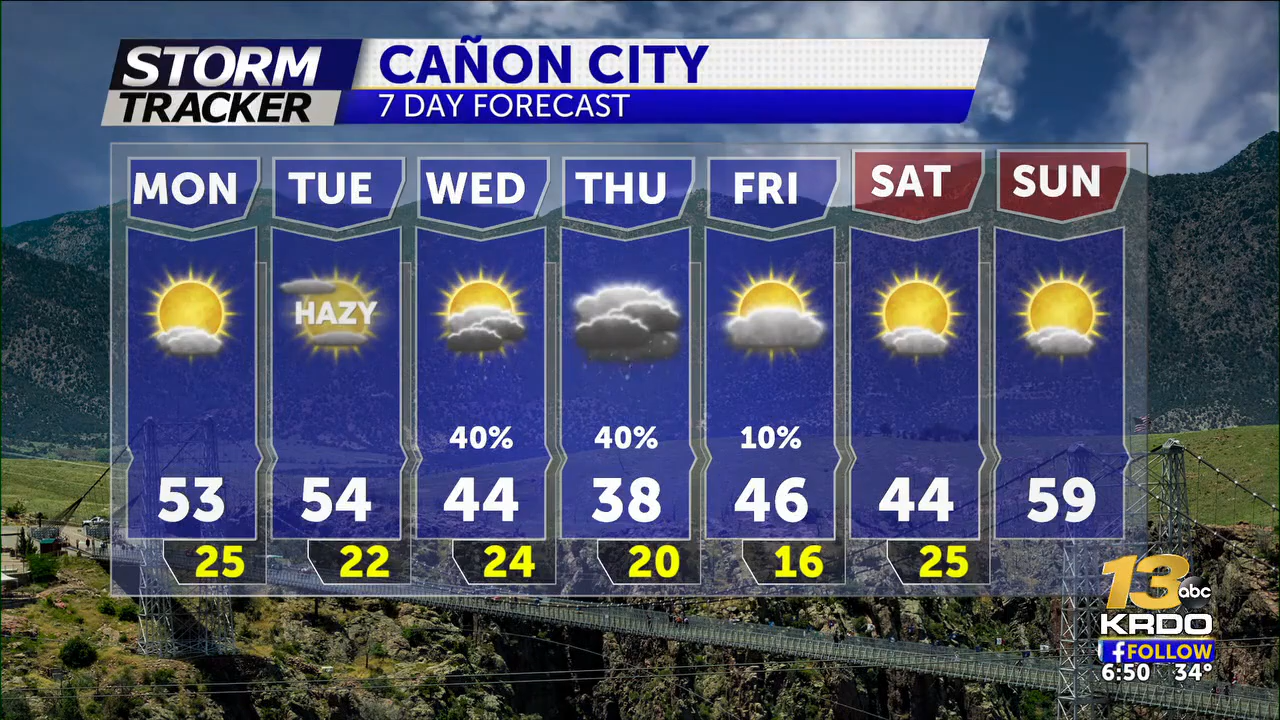 STORM
TRACKER
CAÑON CITY
7 DAY FORECAST
MON TUE WED THU FRI SAT SUN
HAZY
40% 40% 10%
53 54 44 38 46 44 59
25 22 24 20 16 25
13 abc
KRDO
f FOLLOW
6:50 34°